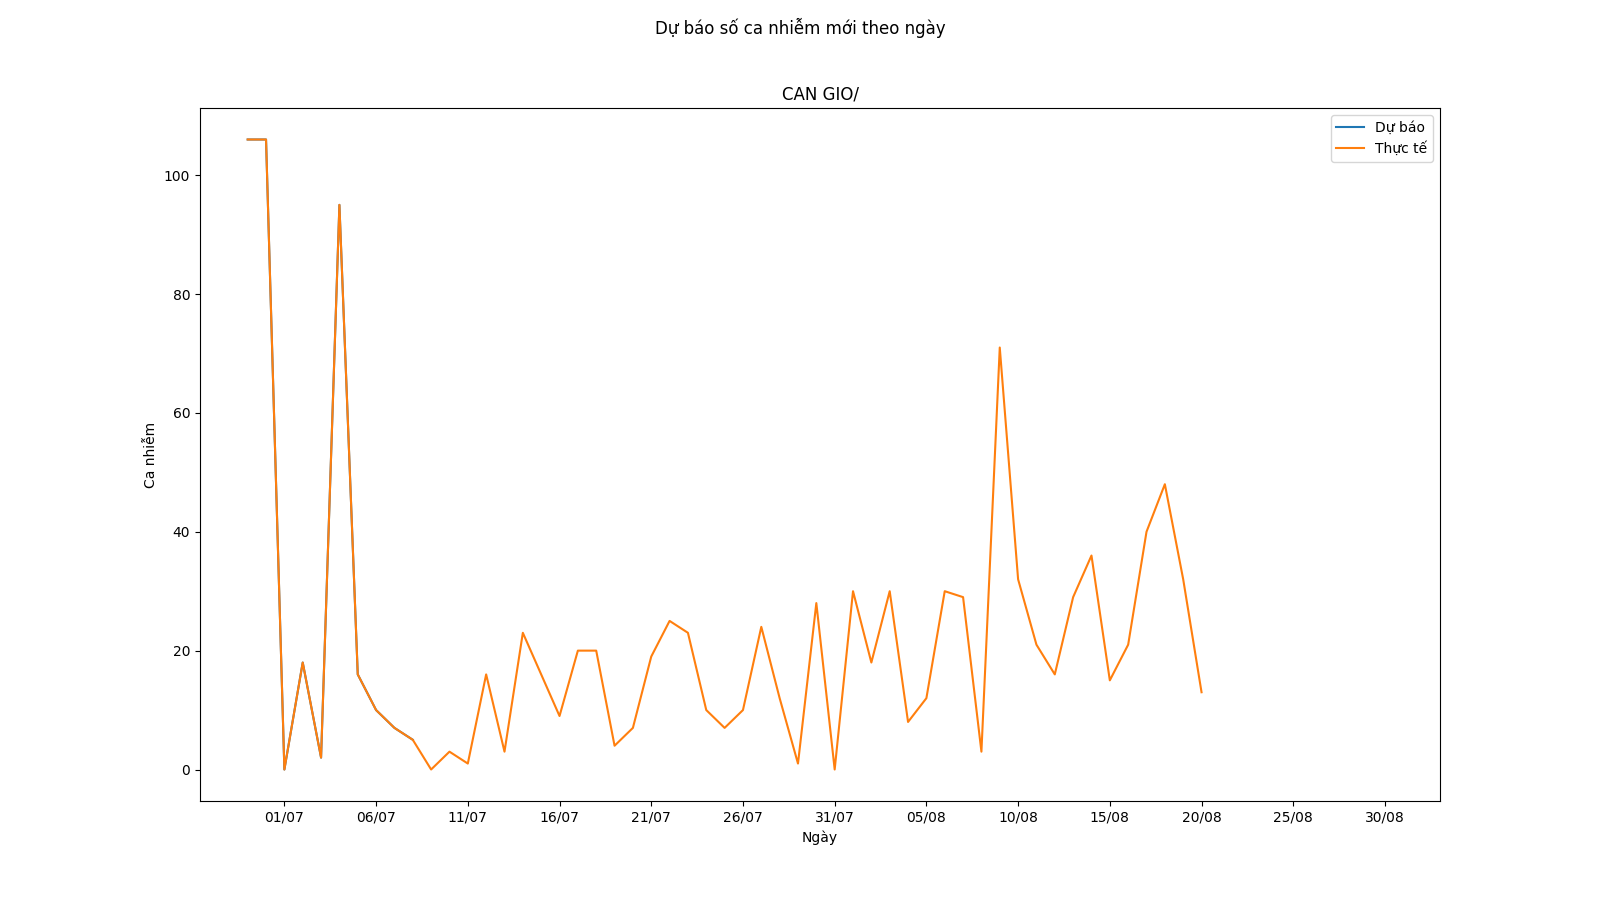 Dự báo số ca nhiễm mới theo ngày
CAN GIO/
Dự báo
Thực tế
100
80
60
40
20
0
Ca nhiễm
01/07 06/07 11/07 16/07 21/07 26/07 31/07 05/08 10/08 15/08 20/08 25/08 30/08
Ngày